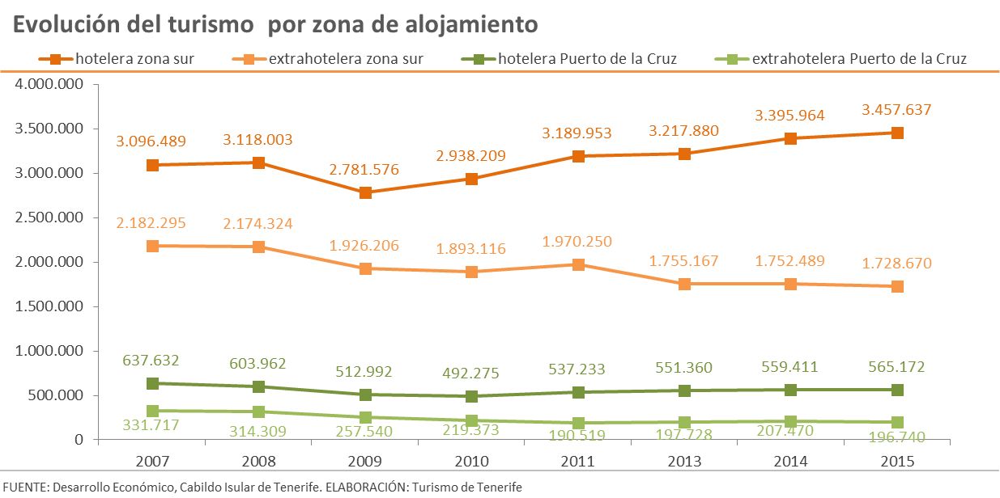 Evolución del turismo por zona de alojamiento
hotelera zona sur extrahotelera zona sur hotelera Puerto de la Cruz extrahotelera Puerto de la Cruz
4.000.000
3.500.000
3.000.000
2.500.000
2.000.000
1.500.000
1.000.000
500.000
0
3.096.489 3.118.003 2.781.576 2.938.209 3.189.953 3.217.880 3.395.964 3.457.637
2.182.295 2.174.324 1.926.206 1.893.116 1.970.250 1.755.167 1.752.489 1.728.670
637.632 603.962 512.992 492.275 537.233 551.360 559.411 565.172
331.717 314.309 257.540 219.373 190.519 197.728 207.470 196.740
2007 2008 2009 2010 2011 2013 2014 2015
FUENTE: Desarrollo Económico, Cabildo Isular de Tenerife. ELABORACIÓN: Turismo de Tenerife